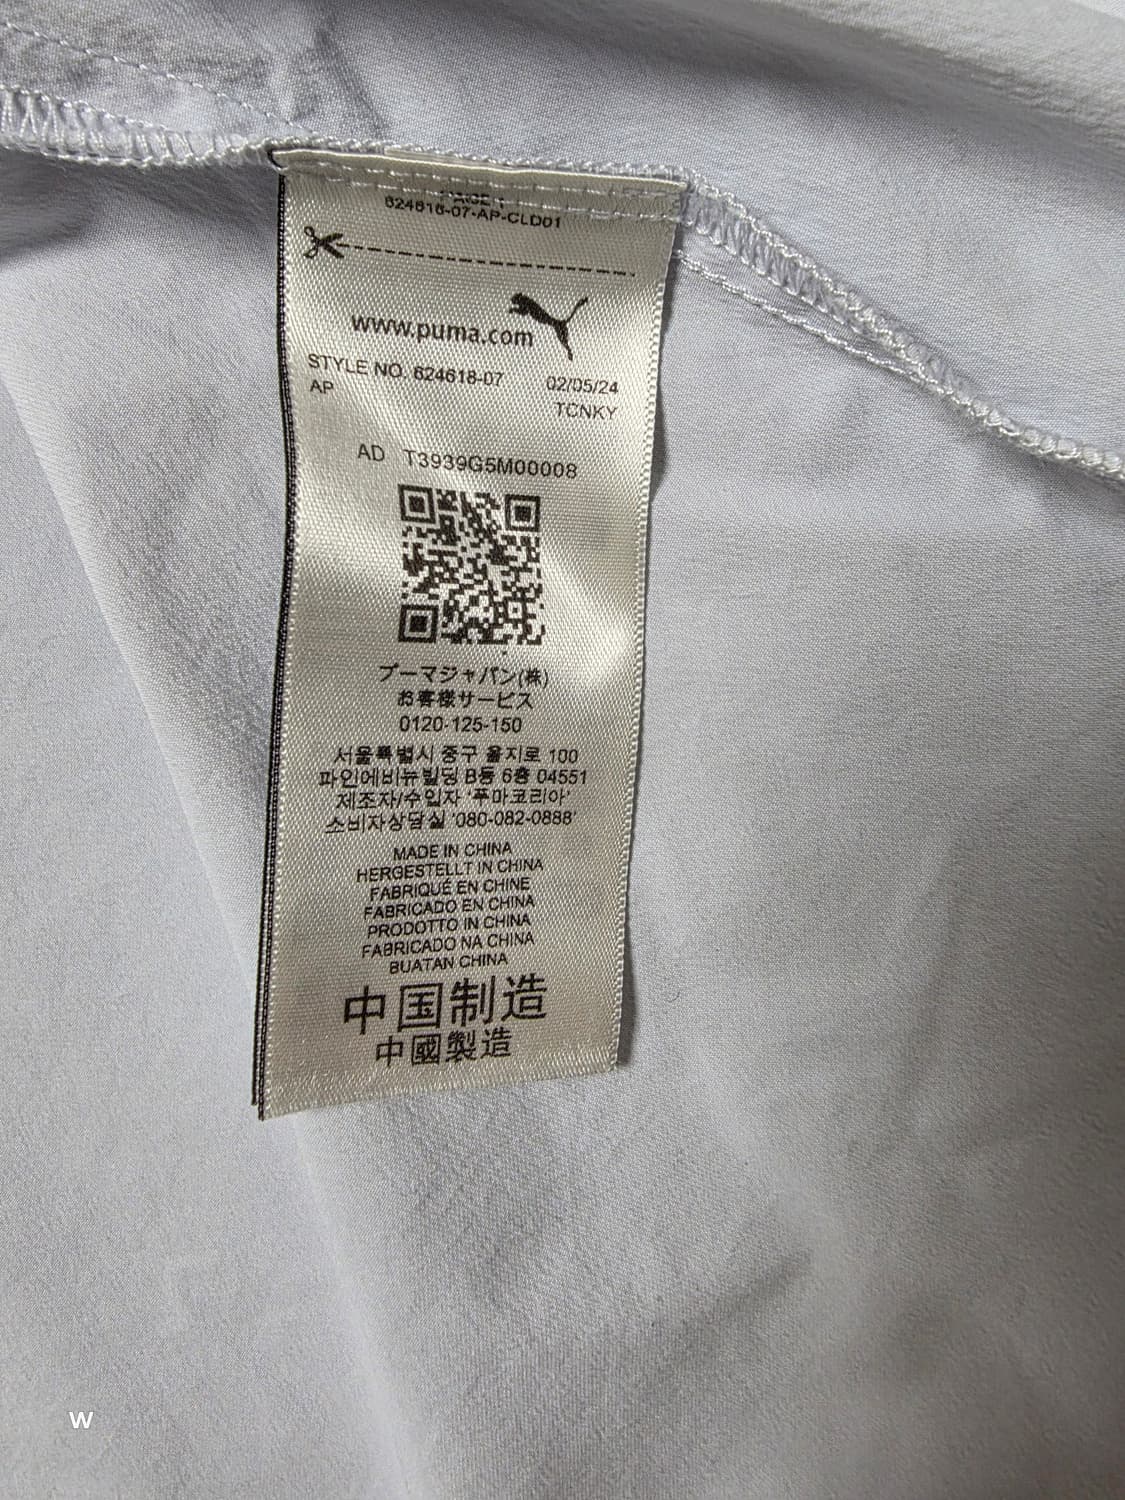 624618-07-AP-CLD01
www.puma.com
STYLE NO. 624618-07 02/05/24
AP TCNKY
AD T3939G5M00008
プーマジャパン(株)
お客様サービス
0120-125-150
서울특별시 중구 을지로 100
파인에비뉴빌딩 B동 6층 04551
제조자/수입자 '푸마코리아'
소비자상담실 '080-082-0888'
MADE IN CHINA
HERGESTELLT IN CHINA
FABRIQUÉ EN CHINE
FABRICADO EN CHINA
PRODOTTO IN CHINA
FABRICADO NA CHINA
BUATAN CHINA
中国制造
中國製造
W